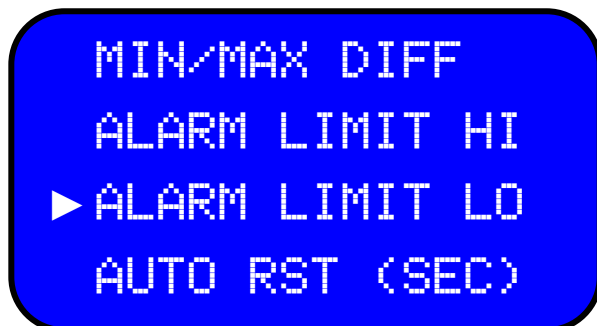 MIN/MAX DIFF
ALARM LIMIT HI
►ALARM LIMIT LO
AUTO RST (SEC)